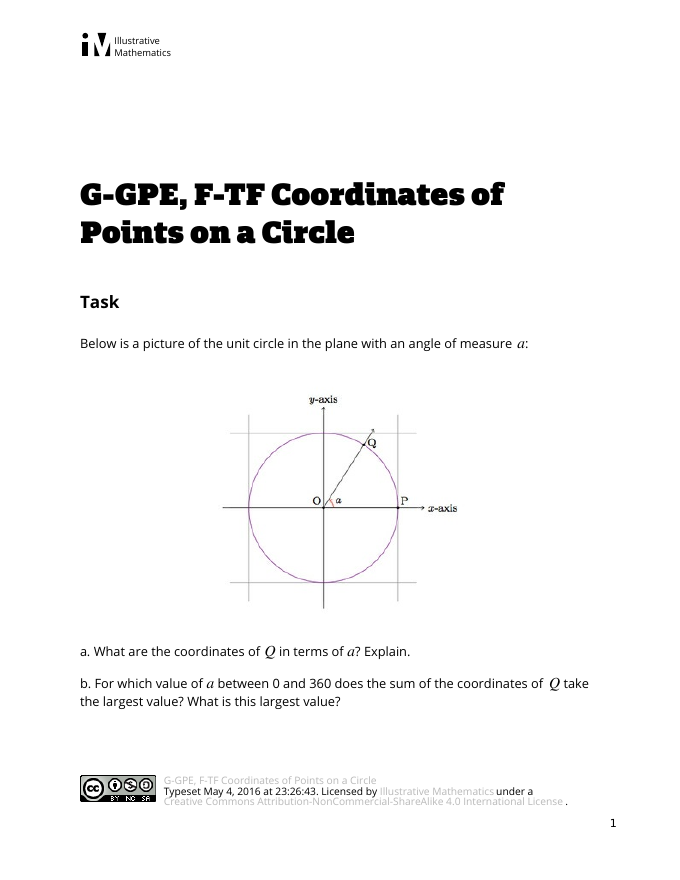 Illustrative
Mathematics
G-GPE, F-TF Coordinates of
Points on a Circle
Task
Below is a picture of the unit circle in the plane with an angle of measure a:
y-axis
Q
O a P
x-axis
a. What are the coordinates of Q in terms of a? Explain.
b. For which value of a between 0 and 360 does the sum of the coordinates of Q take
the largest value? What is this largest value?
G-GPE, F-TF Coordinates of Points on a Circle
Typeset May 4, 2016 at 23:26:43. Licensed by Illustrative Mathematics under a
Creative Commons Attribution-NonCommercial-ShareAlike 4.0 International License .
cc BY NC SA
1